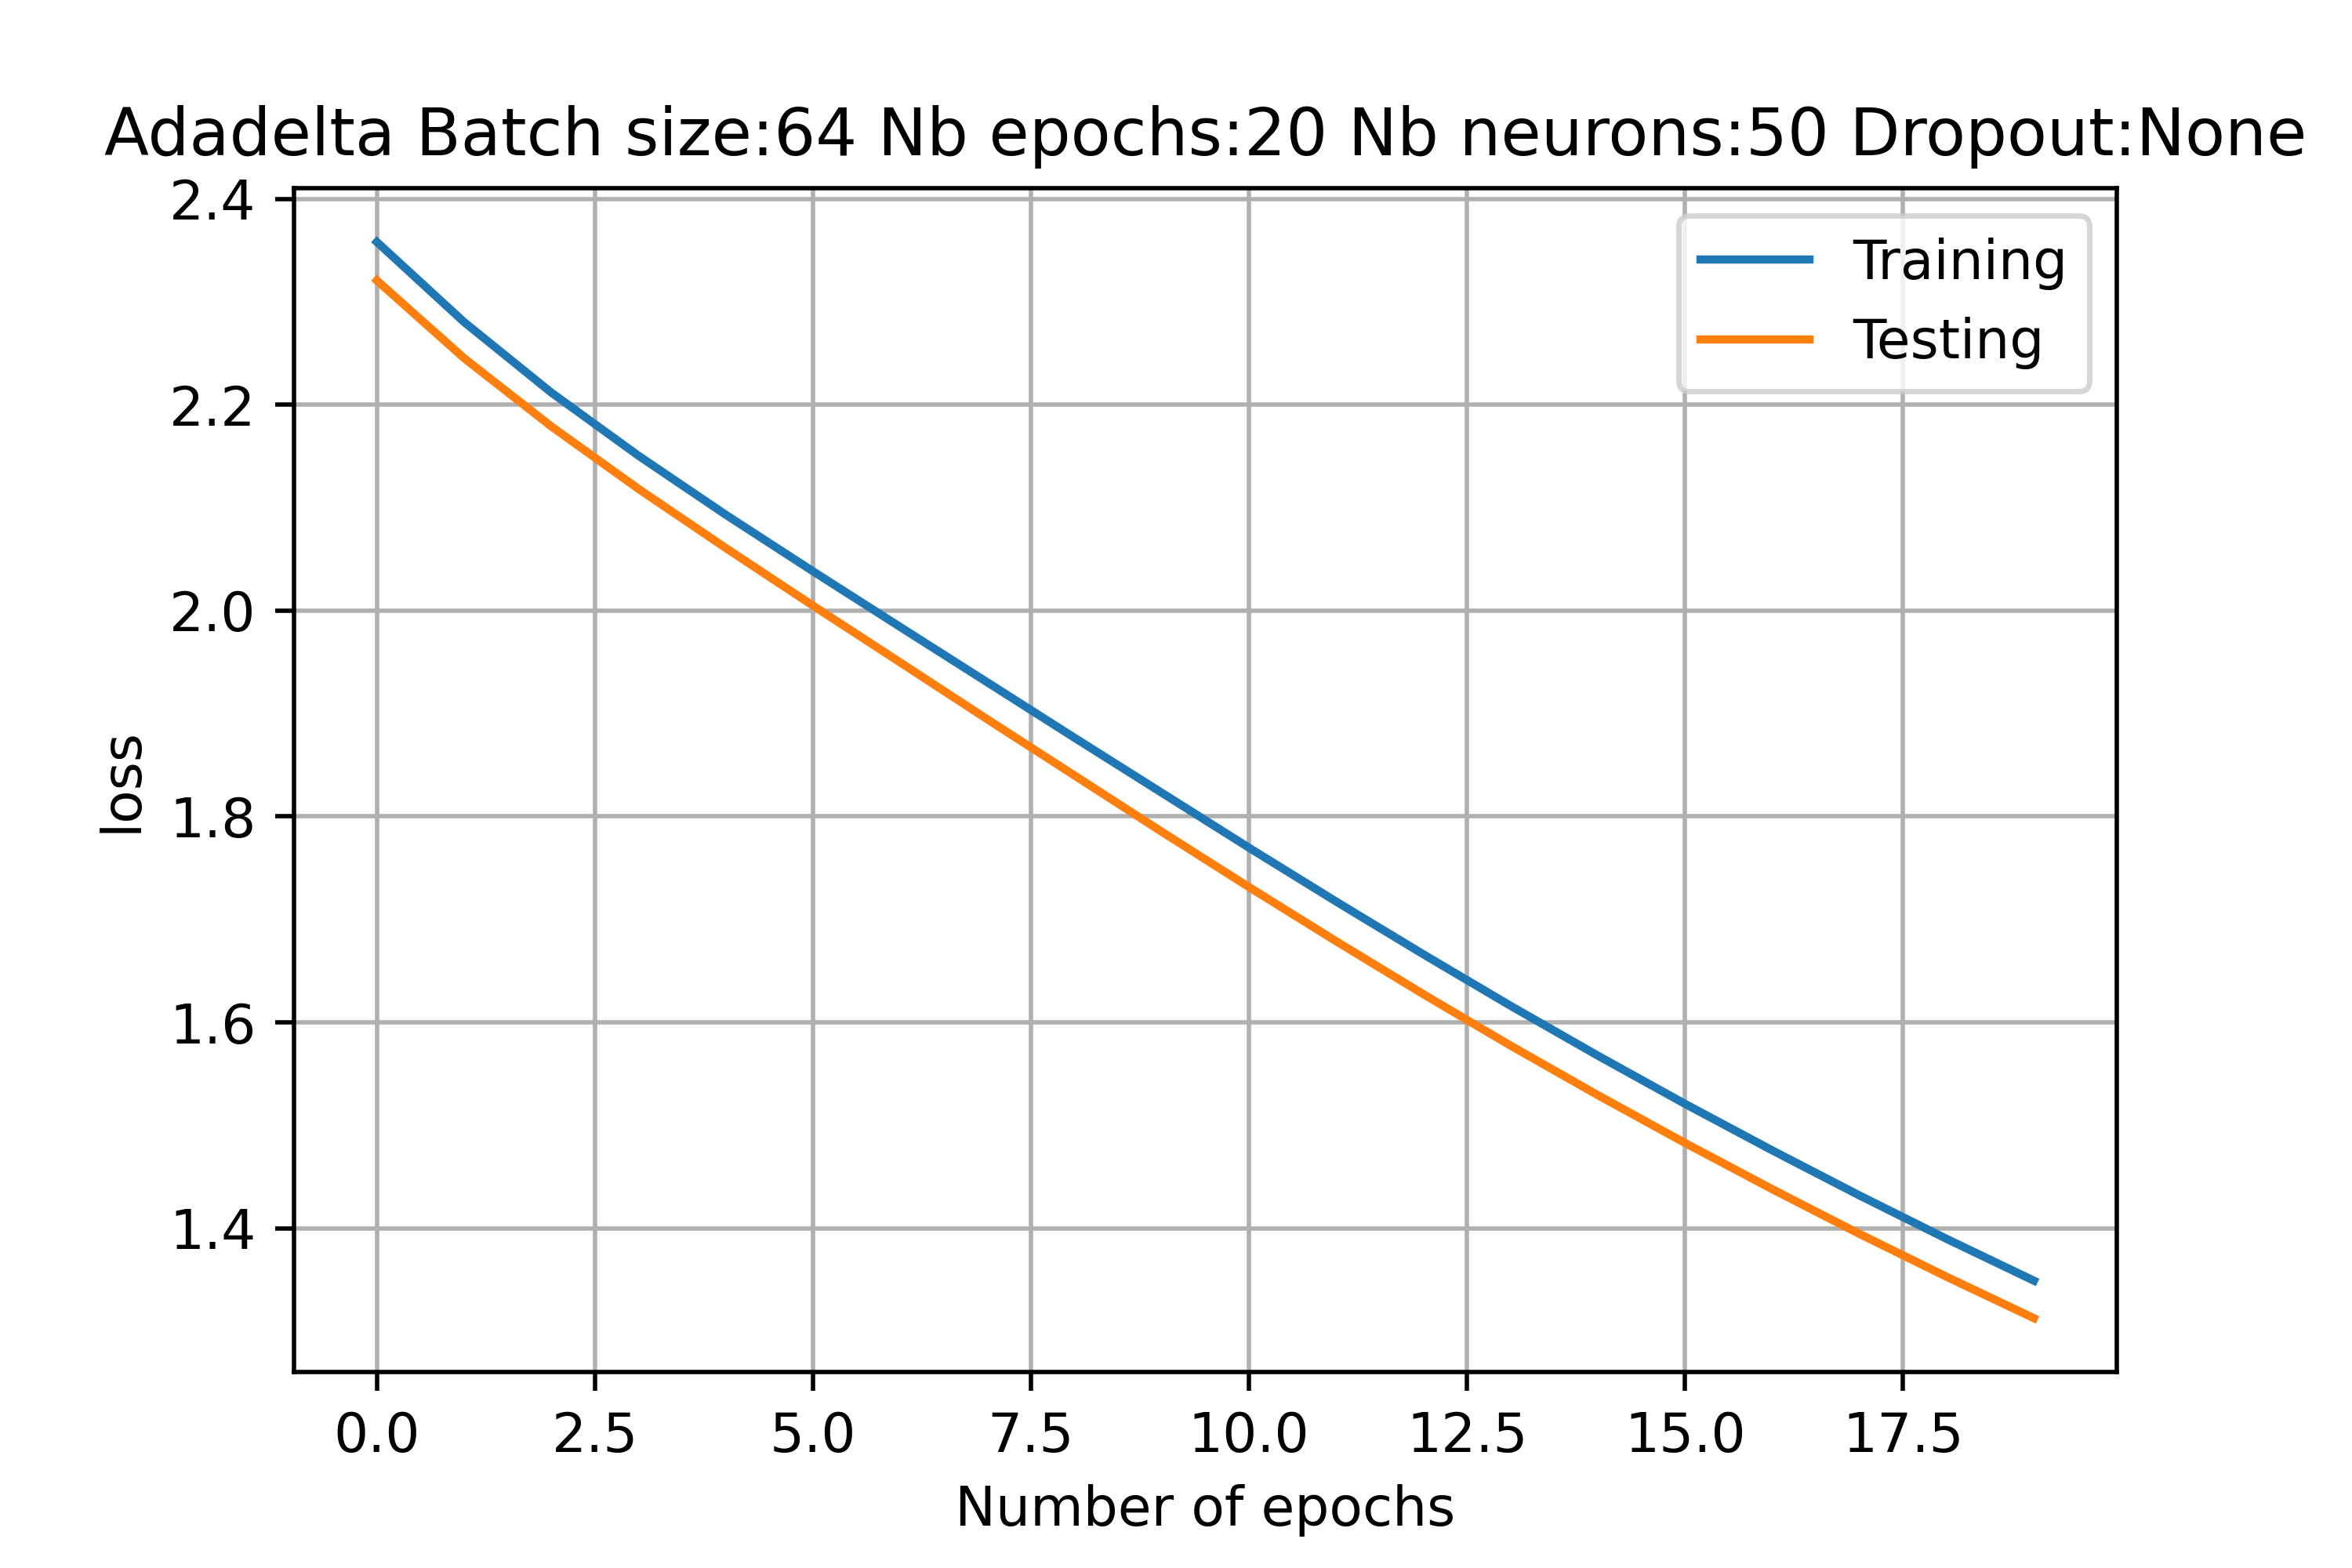 Adadelta Batch size:64 Nb epochs:20 Nb neurons:50 Dropout:None
2.4
2.2
2.0
1.8
1.6
1.4
loss
Training
Testing
0.0 2.5 5.0 7.5 10.0 12.5 15.0 17.5
Number of epochs